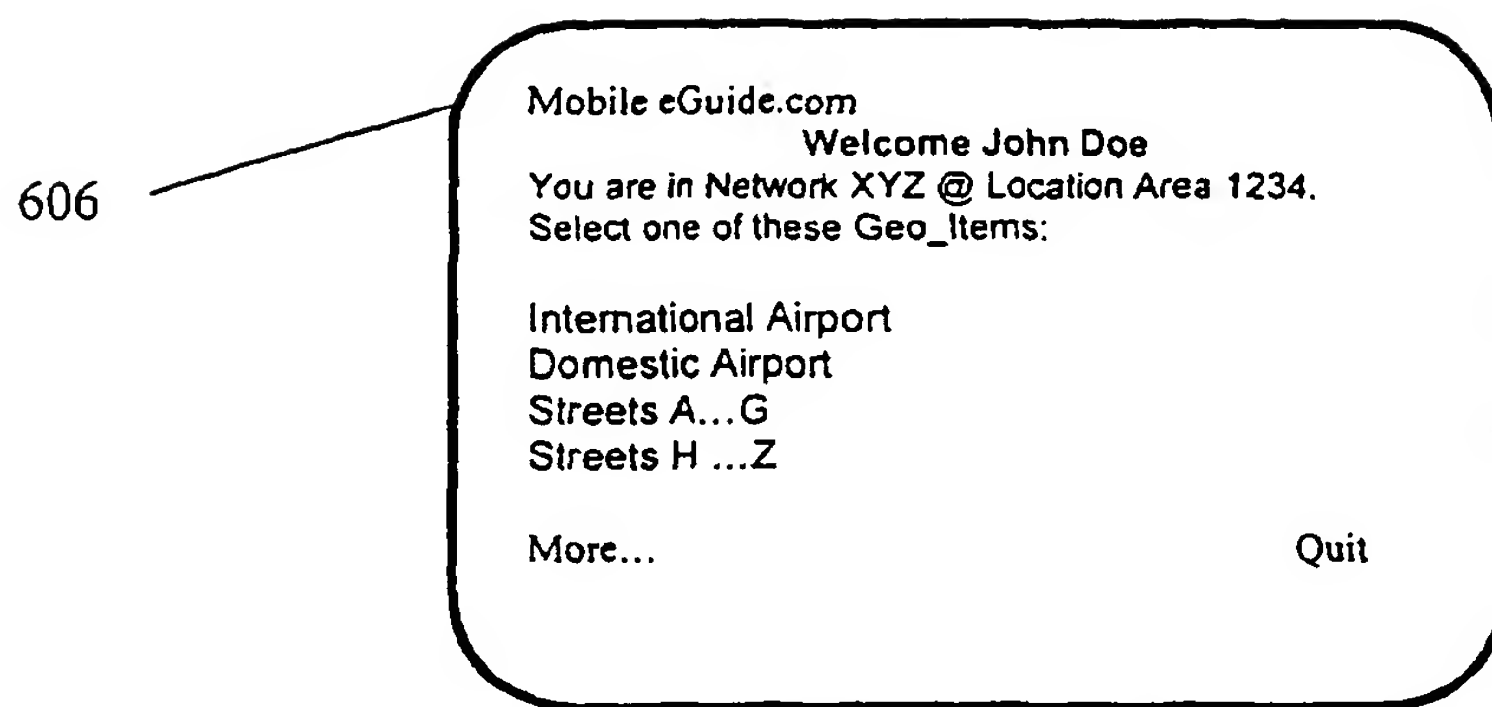 Mobile eGuide.com
Welcome John Doe
606
You are in Network XYZ @ Location Area 1234.
Select one of these Geo_Items:
International Airport
Domestic Airport
Streets A...G
Streets H ...Z
More... Quit